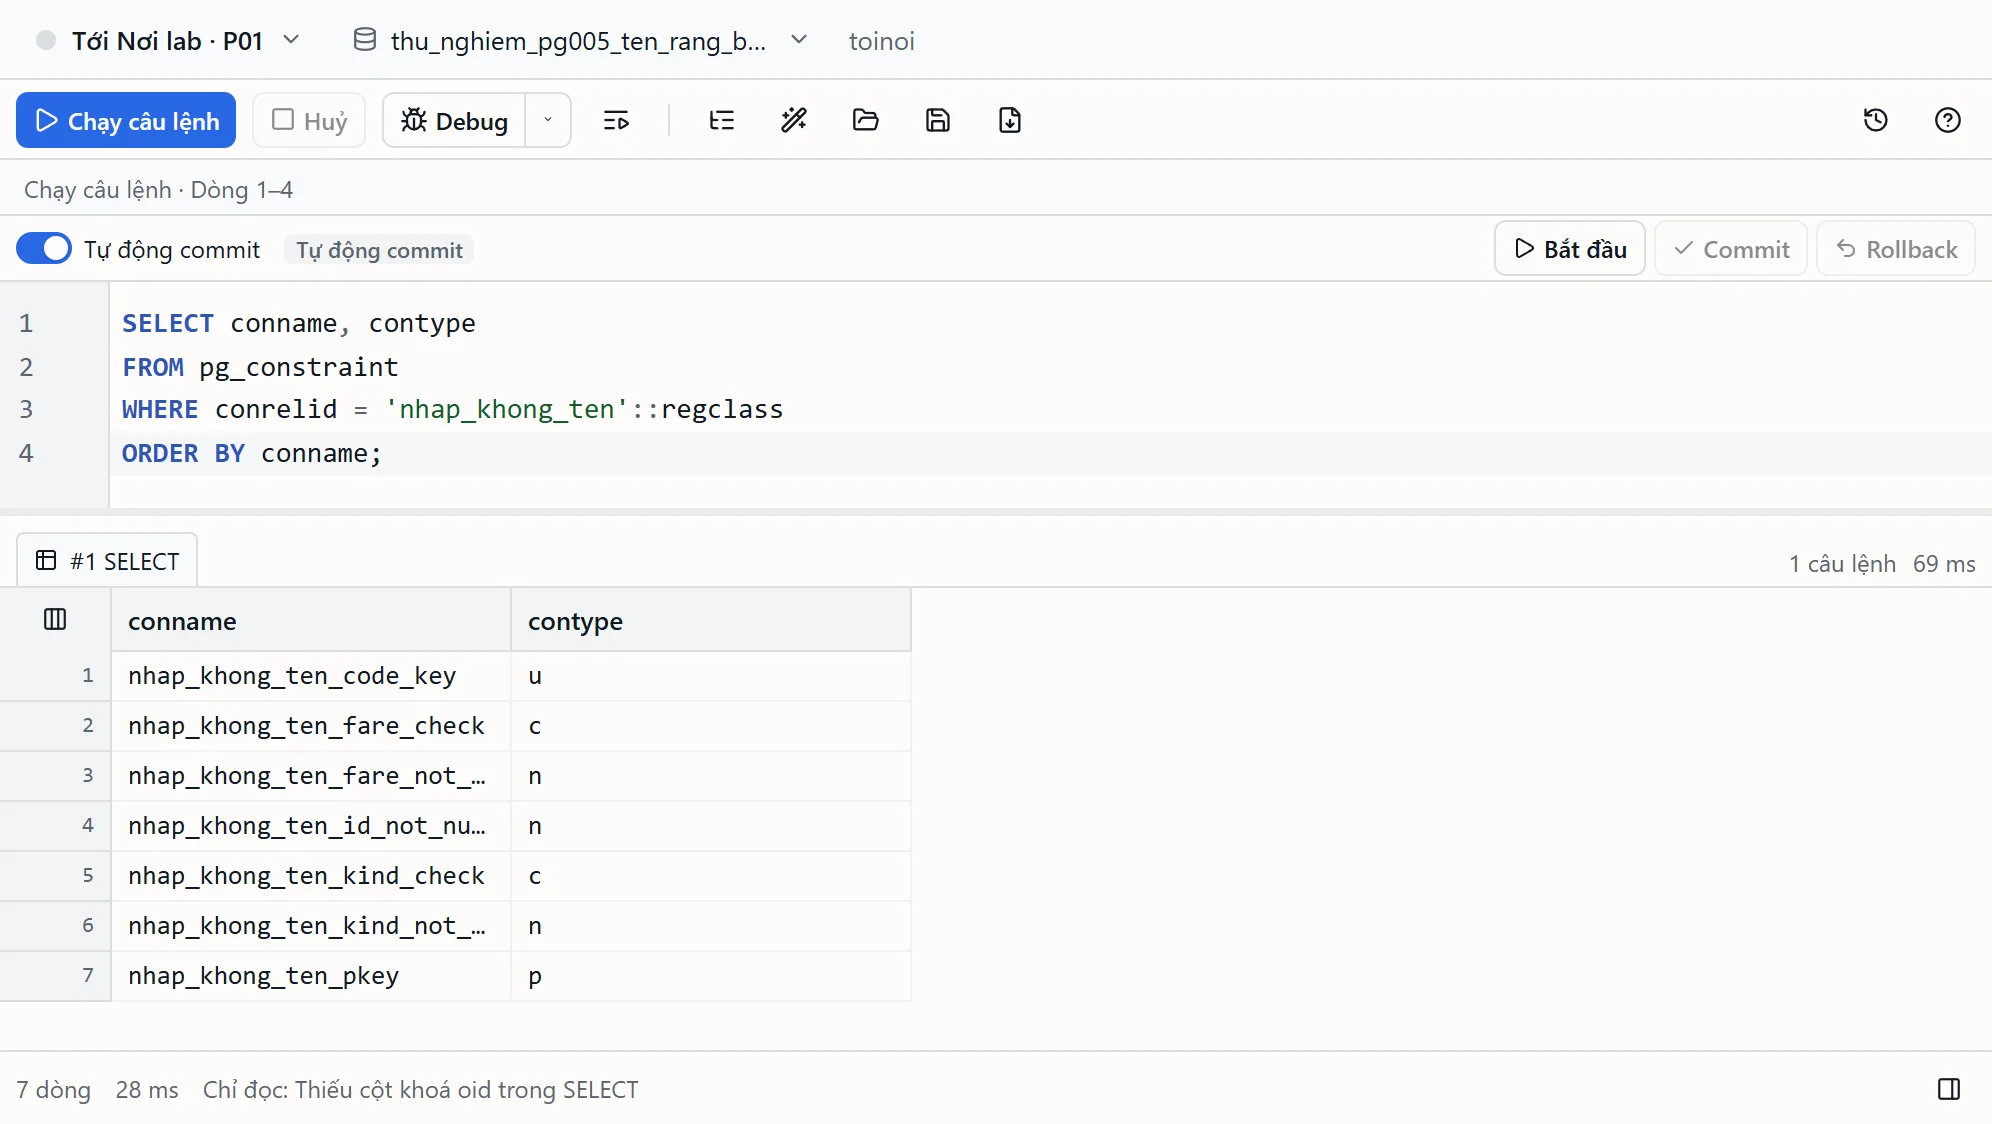 Tới Nơi lab · P01
thu_nghiem_pg005_ten_rang_b...
toinoi
Chạy câu lệnh
Huỷ
Debug
Chạy câu lệnh · Dòng 1–4
Tự động commit
Tự động commit
Bắt đầu
Commit
Rollback
1 SELECT conname, contype
2 FROM pg_constraint
3 WHERE conrelid = 'nhap_khong_ten'::regclass
4 ORDER BY conname;
#1 SELECT
1 câu lệnh 69 ms
conname contype
1 nhap_khong_ten_code_key u
2 nhap_khong_ten_fare_check c
3 nhap_khong_ten_fare_not_… n
4 nhap_khong_ten_id_not_nu… n
5 nhap_khong_ten_kind_check c
6 nhap_khong_ten_kind_not_… n
7 nhap_khong_ten_pkey p
7 dòng 28 ms Chỉ đọc: Thiếu cột khoá oid trong SELECT